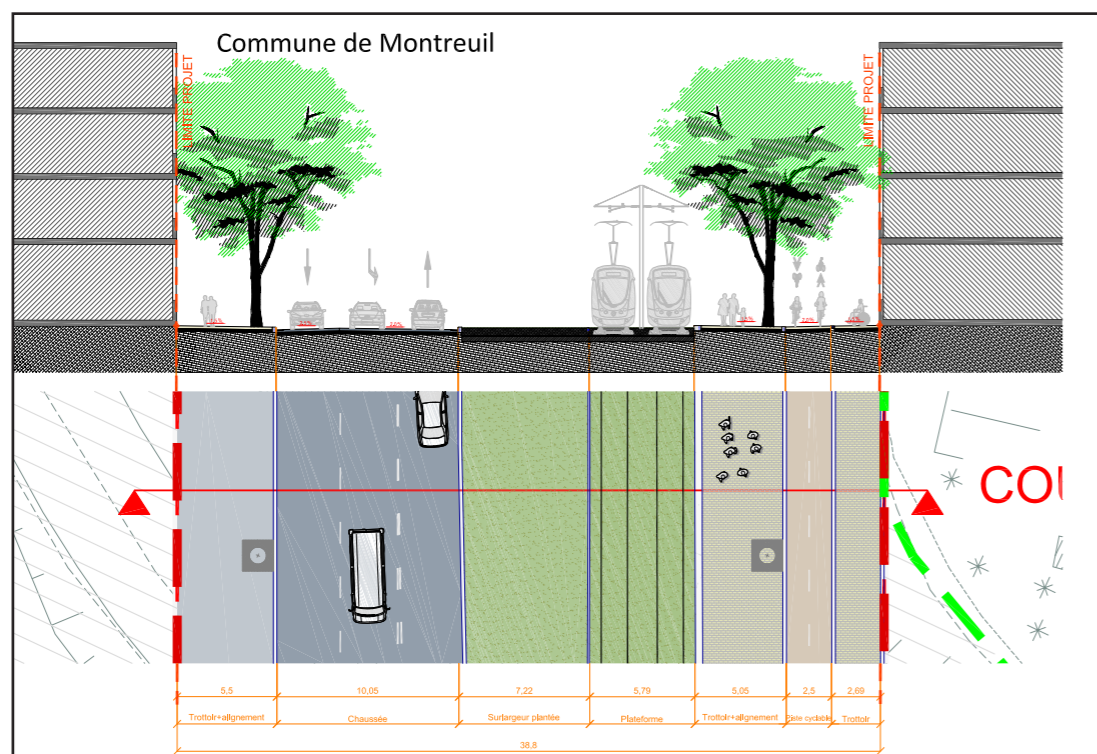 Commune de Montreuil
LIMITE PROJET
LIMITE PROJET
COU
5,5
10,05
7,22
5,79
5,05
2,5
2,69
Trottoir+alignement
Chaussée
Surlargeur plantée
Plateforme
Trottoir+alignement
Piste cyclable
Trottoir
38.8